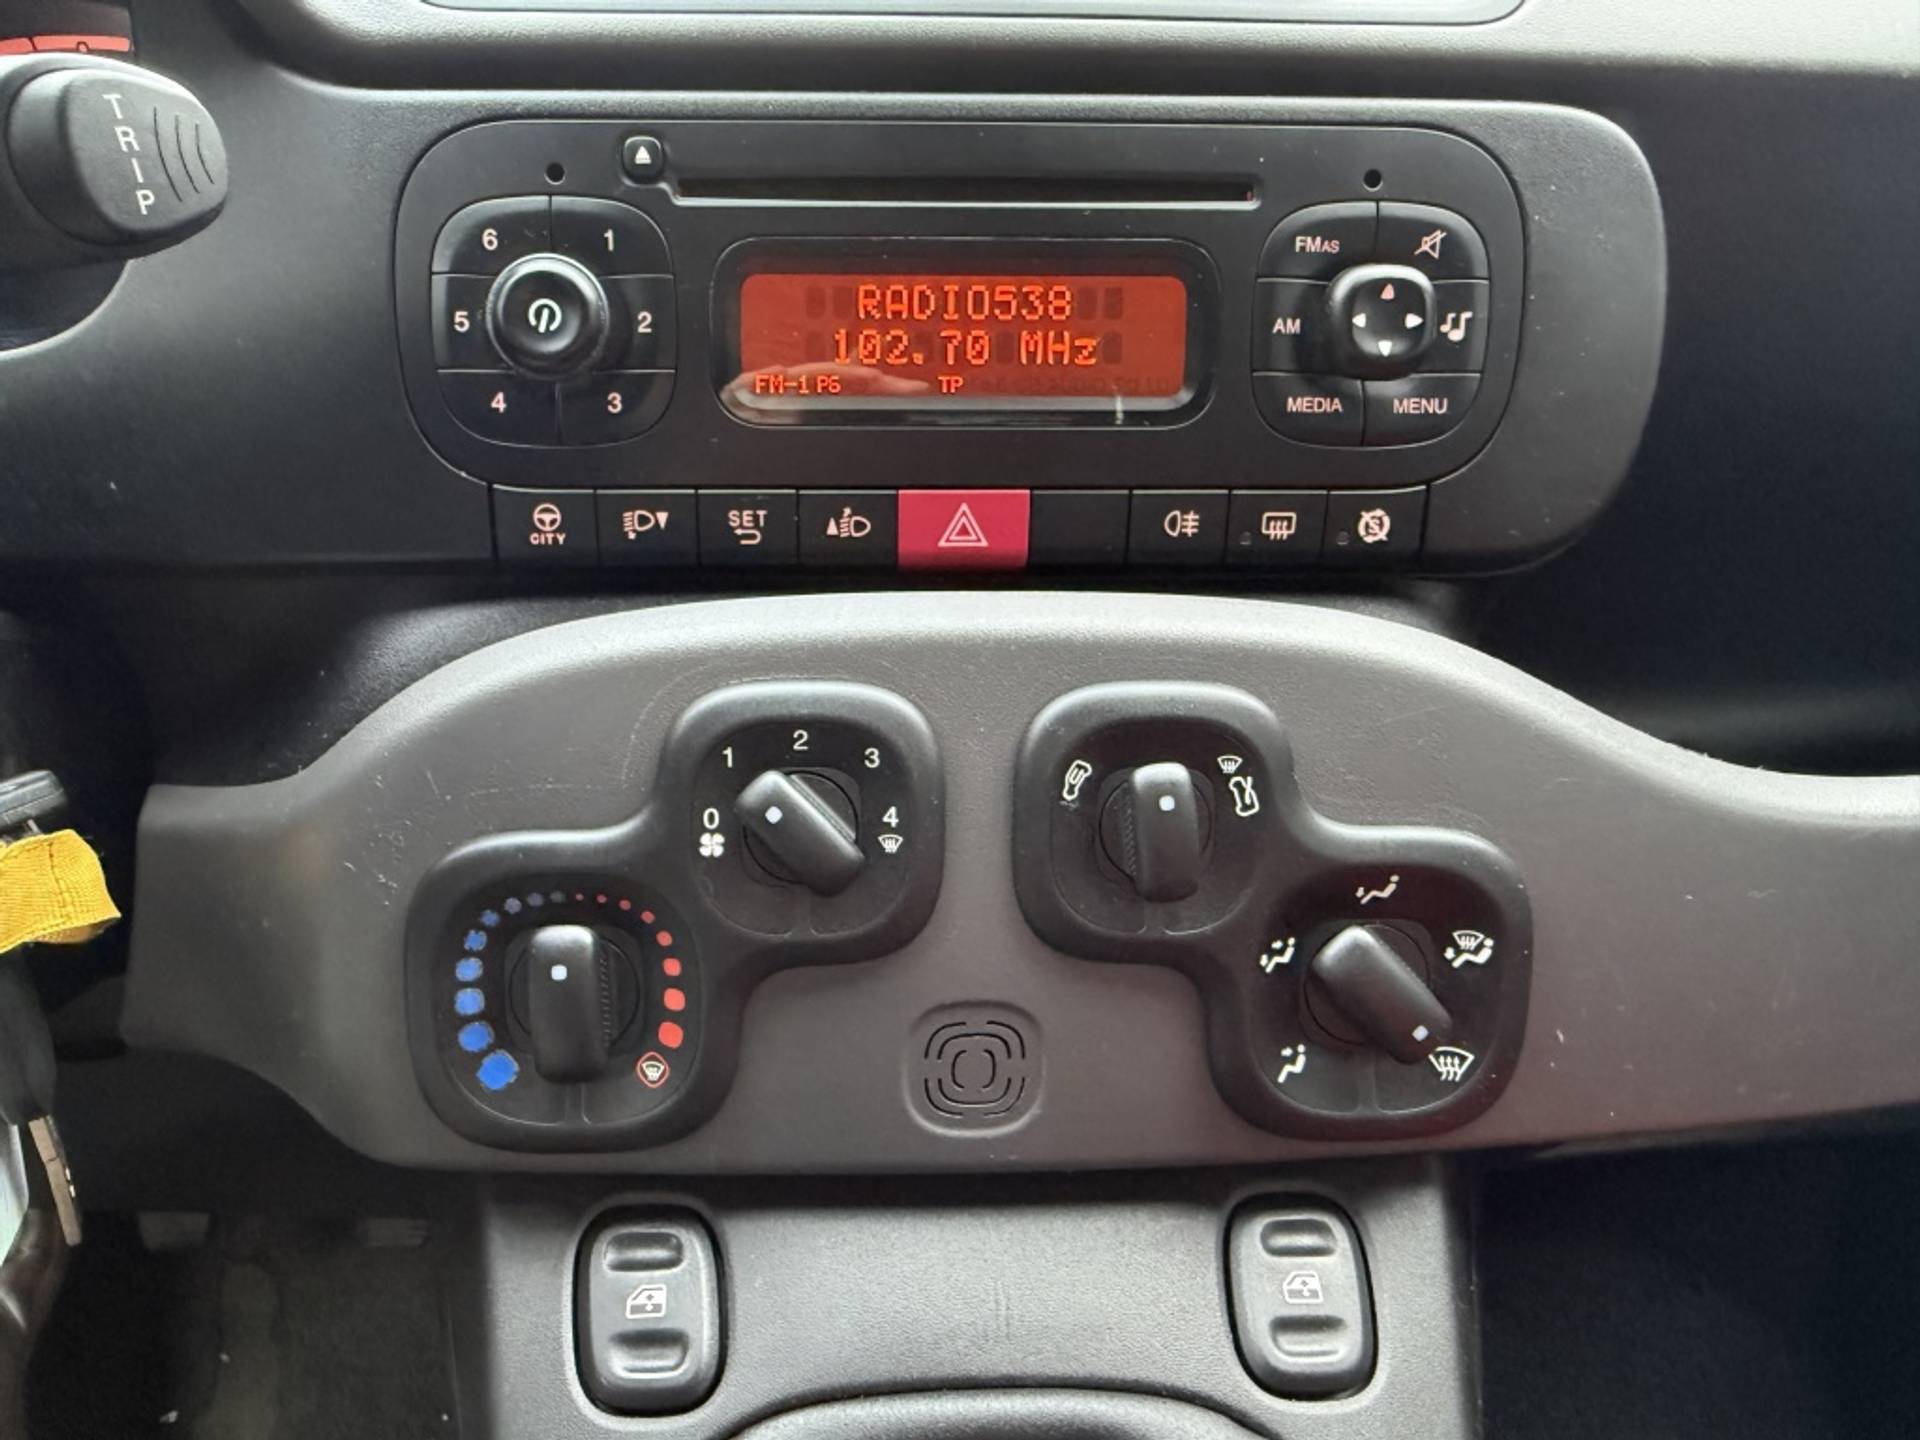 TRIP
6 1
5 2
4 3
RADIO538
102.70 MHz
FM-1 P6 TP
FMAS
AM
MEDIA MENU
CITY
SET
1 2 3
0 4